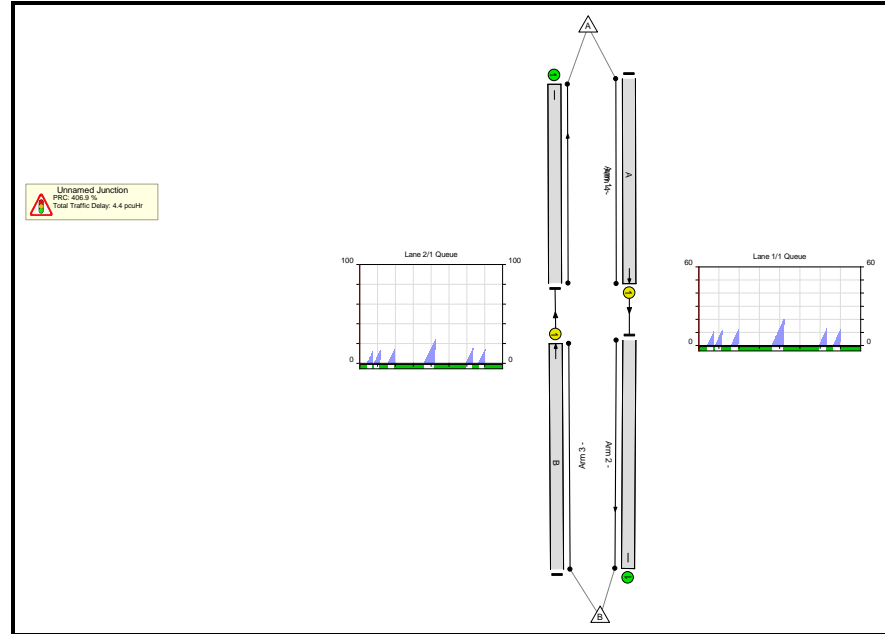 A
Unnamed Junction
PRC: 406.9 %
Total Traffic Delay: 4.4 pcuHr
A
Lane 2/1 Queue
100
100
0
0
Lane 1/1 Queue
60
60
0
0
B
Arm 3 -
Arm 2 -
B